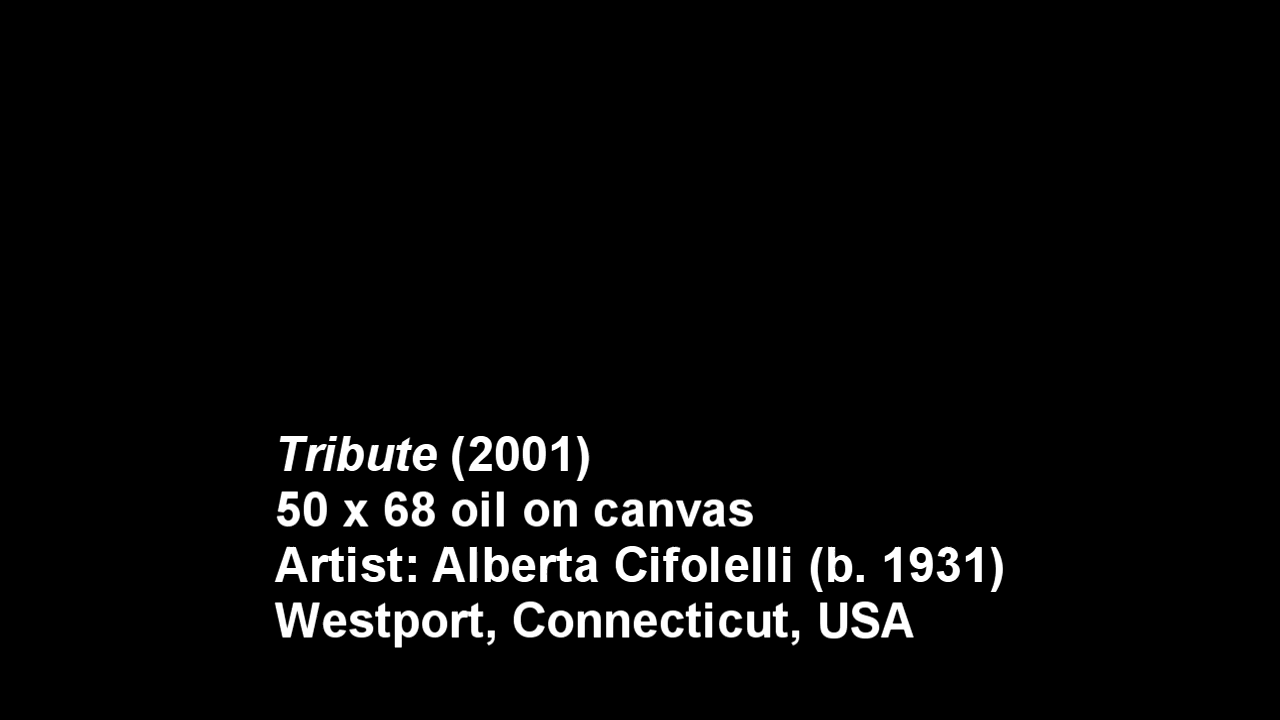 Tribute (2001)
50 x 68 oil on canvas
Artist: Alberta Cifolelli (b. 1931)
Westport, Connecticut, USA